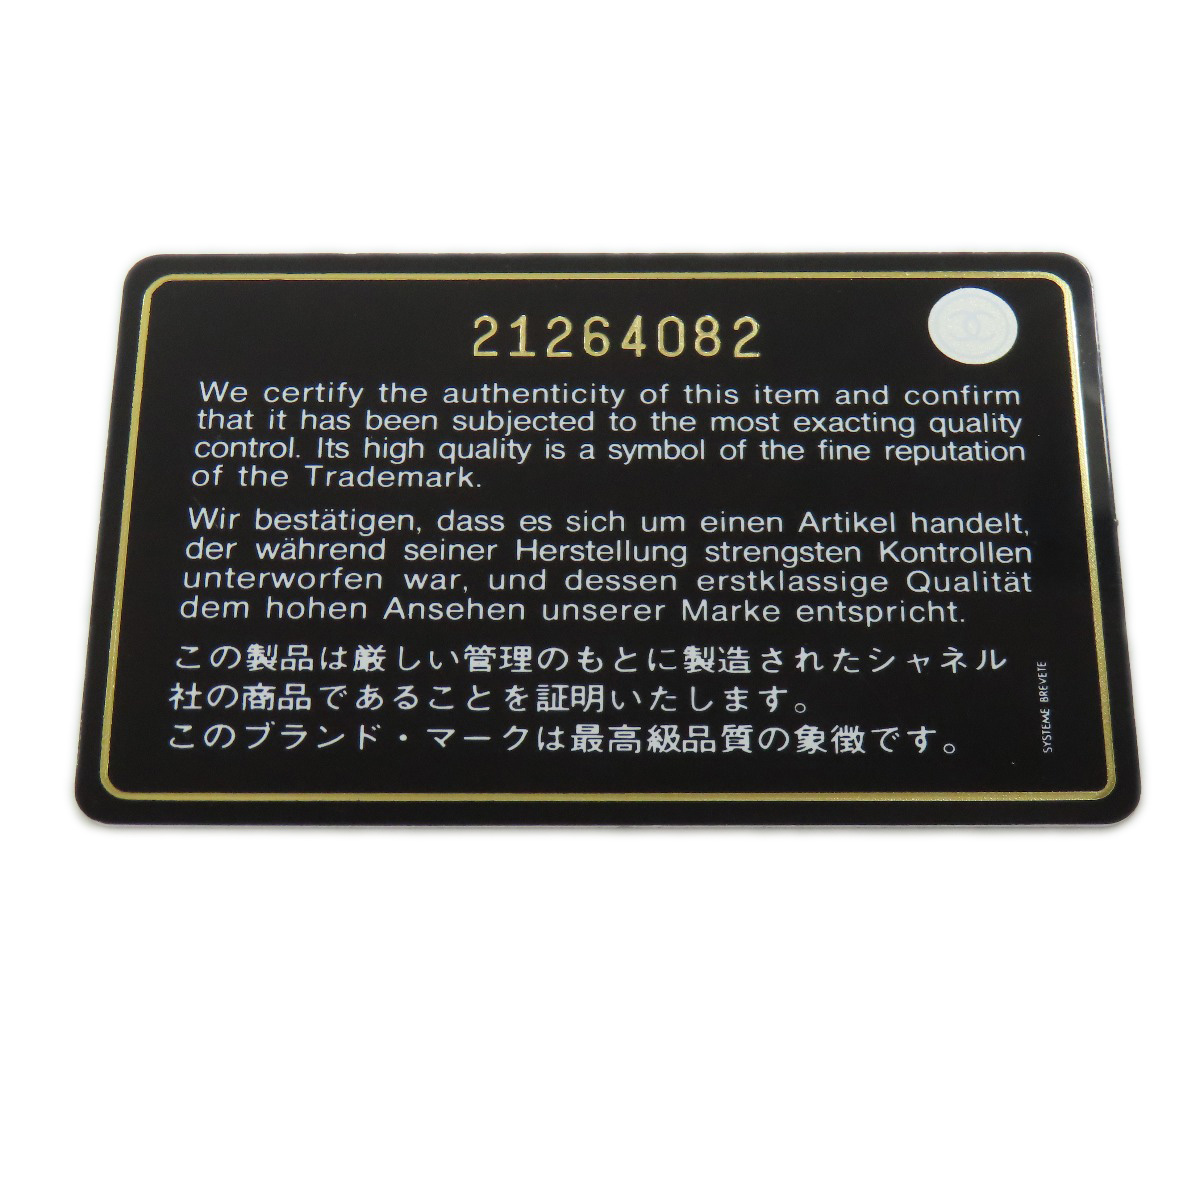 21264082
We certify the authenticity of this item and confirm
that it has been subjected to the most exacting quality
control. Its high quality is a symbol of the fine reputation
of the Trademark.
Wir bestätigen, dass es sich um einen Artikel handelt,
der während seiner Herstellung strengsten Kontrollen
unterworfen war, und dessen erstklassige Qualität
dem hohen Ansehen unserer Marke entspricht.
この製品は厳しい管理のもとに製造されたシャネル
社の商品であることを証明いたします。
このブランド・マークは最高級品質の象徴です。
SYSTEME BREVETE